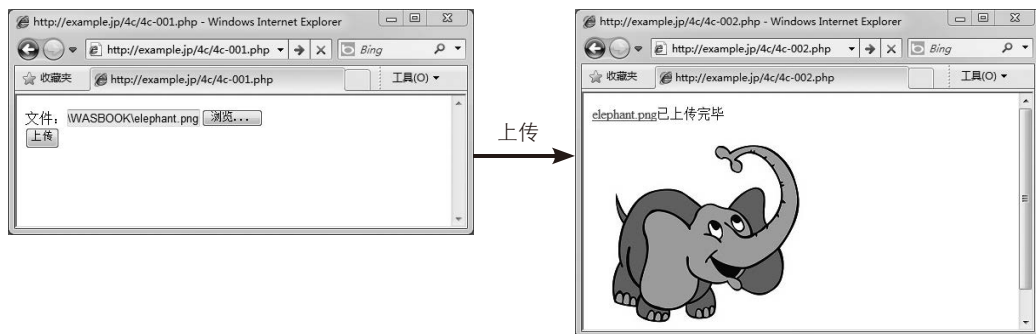 http://example.jp/4c/4c-001.php - Windows Internet Explorer
http://example.jp/4c/4c-001.php
Bing
收藏夹
http://example.jp/4c/4c-001.php
工具(O)
文件：
\WASBOOK\elephant.png
浏览...
上传
上传
http://example.jp/4c/4c-002.php - Windows Internet Explorer
http://example.jp/4c/4c-002.php
Bing
收藏夹
http://example.jp/4c/4c-002.php
工具(O)
elephant.png已上传完毕